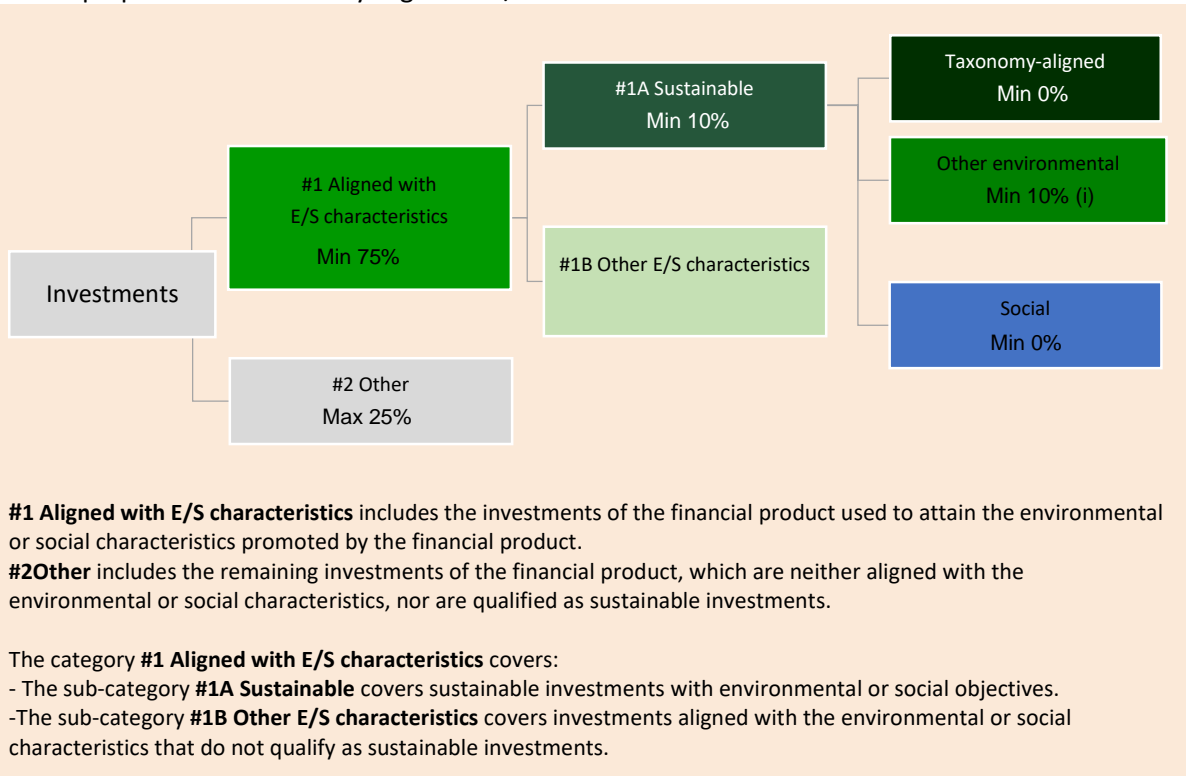 Taxonomy-aligned
Min 0%
#1A Sustainable
Min 10%
Other environmental
Min 10% (i)
#1 Aligned with
E/S characteristics
Min 75%
#1B Other E/S characteristics
Investments
Social
Min 0%
#2 Other
Max 25%
#1 Aligned with E/S characteristics includes the investments of the financial product used to attain the environmental
or social characteristics promoted by the financial product.
#2Other includes the remaining investments of the financial product, which are neither aligned with the
environmental or social characteristics, nor are qualified as sustainable investments.
The category #1 Aligned with E/S characteristics covers:
- The sub-category #1A Sustainable covers sustainable investments with environmental or social objectives.
-The sub-category #1B Other E/S characteristics covers investments aligned with the environmental or social
characteristics that do not qualify as sustainable investments.